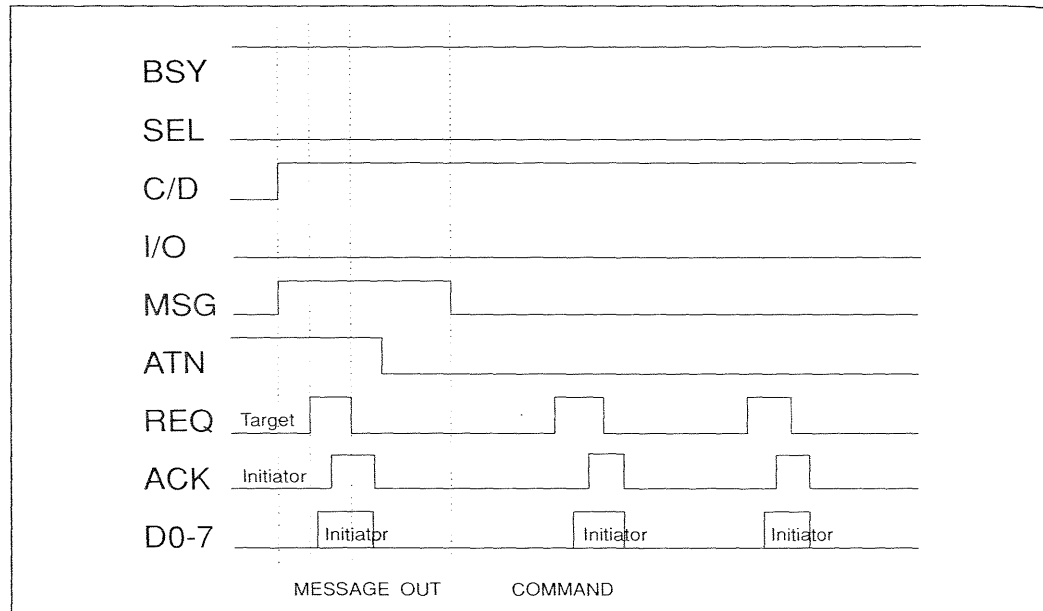 BSY
SEL
C/D
I/O
MSG
ATN
REQ Target
ACK Initiator
D0-7 Initiator Initiator Initiator
MESSAGE OUT COMMAND